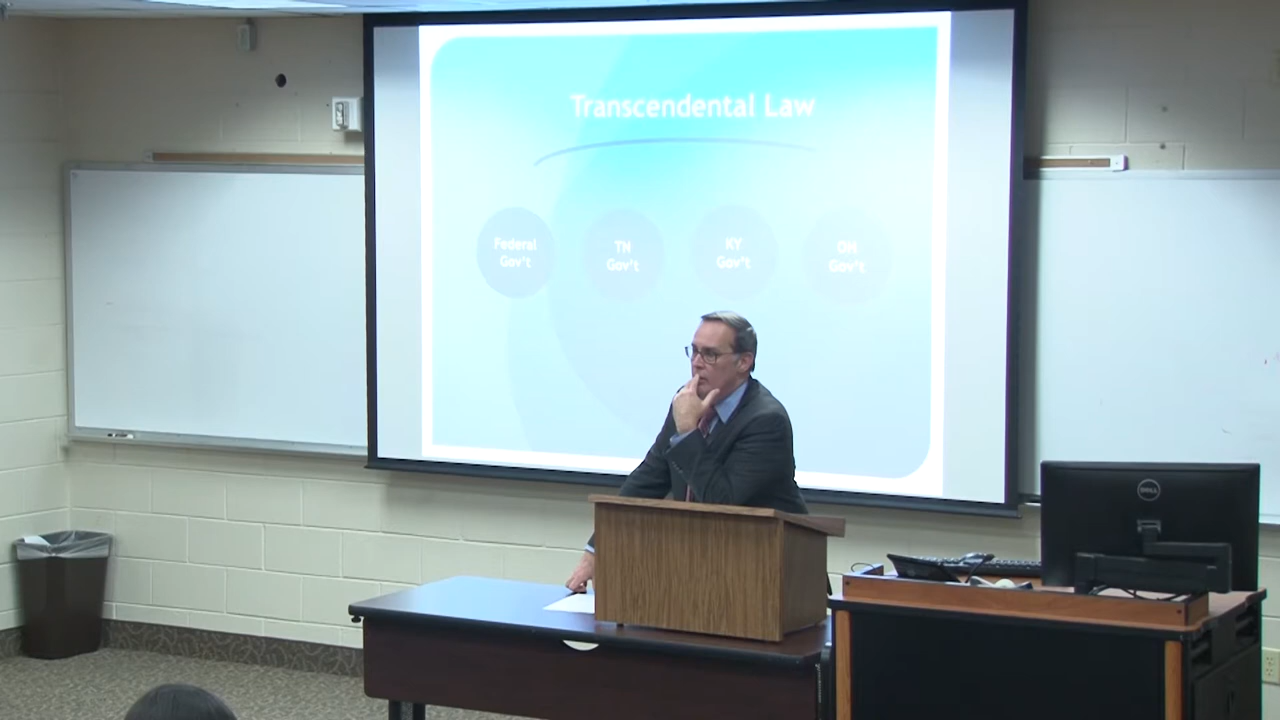 Transcendental Law
Federal
Gov't
TN
Gov't
KY
Gov't
OH
Gov't
DELL